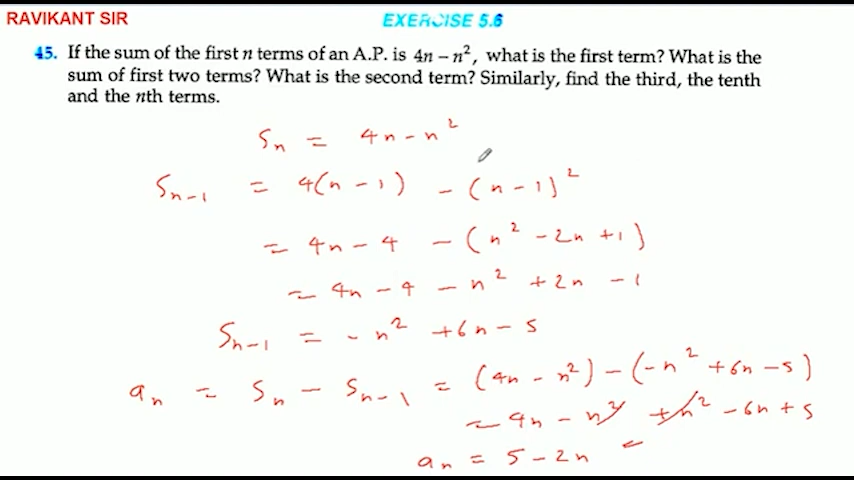 RAVIKANT SIR
EXERCISE 5.6
45. If the sum of the first n terms of an A.P. is 4n – n², what is the first term? What is the
sum of first two terms? What is the second term? Similarly, find the third, the tenth
and the nth terms.
Sn = 4n – n²
Sn–1 = 4(n – 1) – (n – 1)²
= 4n – 4 – (n² – 2n + 1)
= 4n – 4 – n² + 2n – 1
Sn–1 = – n² + 6n – 5
an = Sn – Sn–1 = (4n – n²) – (–n² + 6n – 5)
= 4n – n² + n² – 6n + 5
an = 5 – 2n